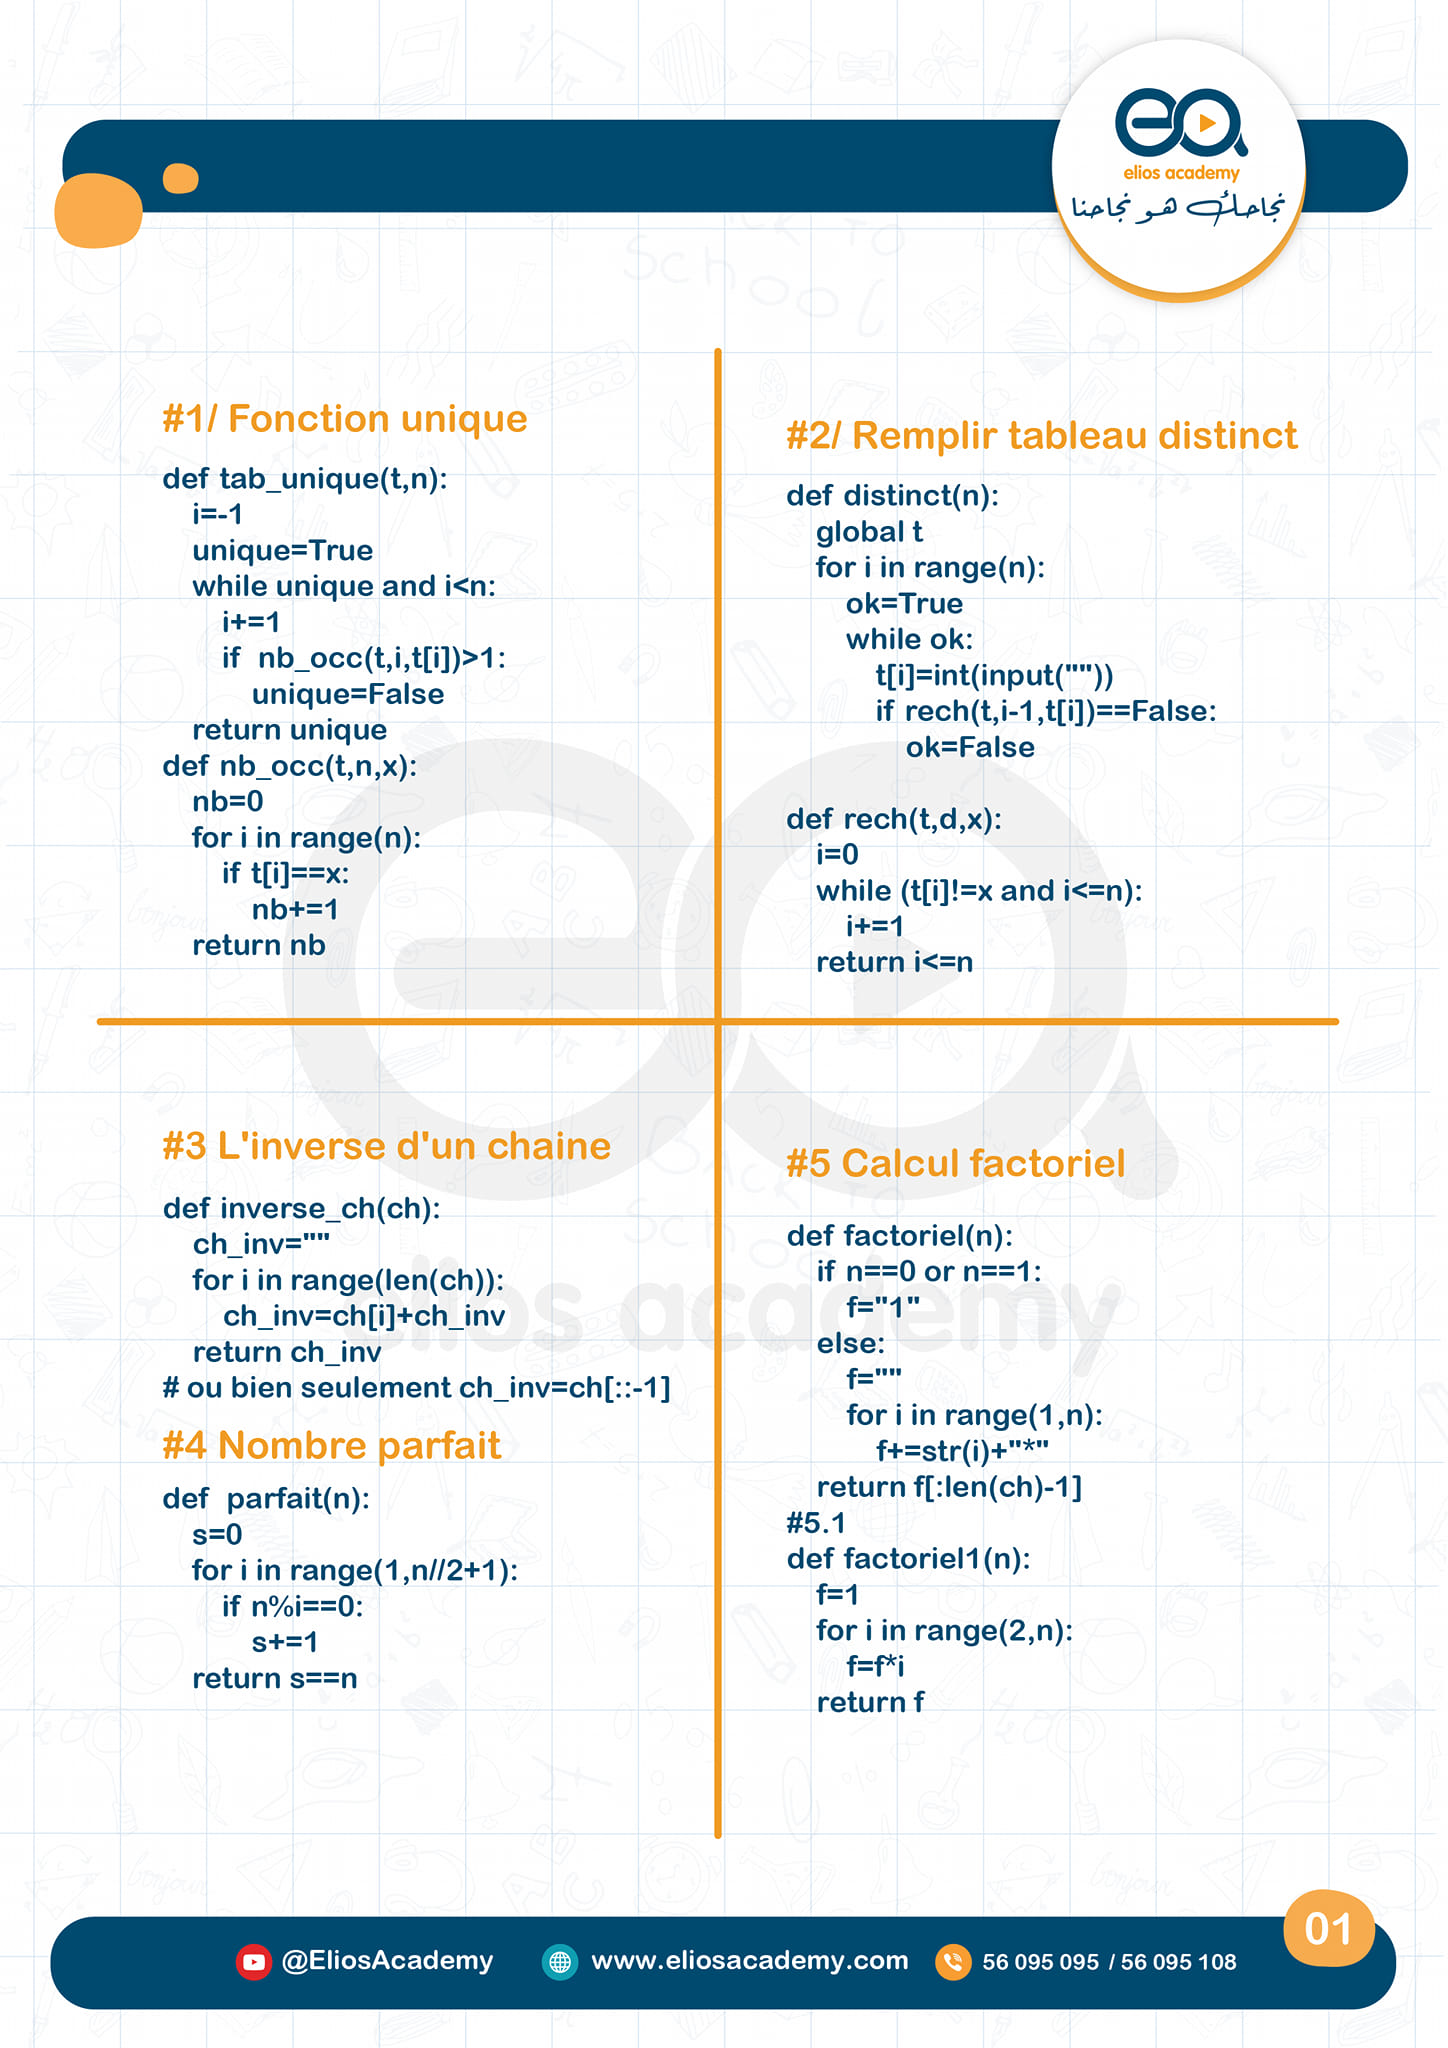 ea
elios academy
نجاحك هو نجاحنا
#1/ Fonction unique
def tab_unique(t,n):
i=-1
unique=True
while unique and i<n:
i+=1
if nb_occ(t,i,t[i])>1:
unique=False
return unique
def nb_occ(t,n,x):
nb=0
for i in range(n):
if t[i]==x:
nb+=1
return nb
#2/ Remplir tableau distinct
def distinct(n):
global t
for i in range(n):
ok=True
while ok:
t[i]=int(input(""))
if rech(t,i-1,t[i])==False:
ok=False
def rech(t,d,x):
i=0
while (t[i]!=x and i<=n):
i+=1
return i<=n
#3 L'inverse d'un chaine
def inverse_ch(ch):
ch_inv=""
for i in range(len(ch)):
ch_inv=ch[i]+ch_inv
return ch_inv
# ou bien seulement ch_inv=ch[::-1]
#4 Nombre parfait
def parfait(n):
s=0
for i in range(1,n//2+1):
if n%i==0:
s+=1
return s==n
#5 Calcul factoriel
def factoriel(n):
if n==0 or n==1:
f="1"
else:
f=""
for i in range(1,n):
f+=str(i)+"*"
return f[:len(ch)-1]
#5.1
def factoriel1(n):
f=1
for i in range(2,n):
f=f*i
return f
elios academy
01
@EliosAcademy
www.eliosacademy.com
56 095 095 / 56 095 108